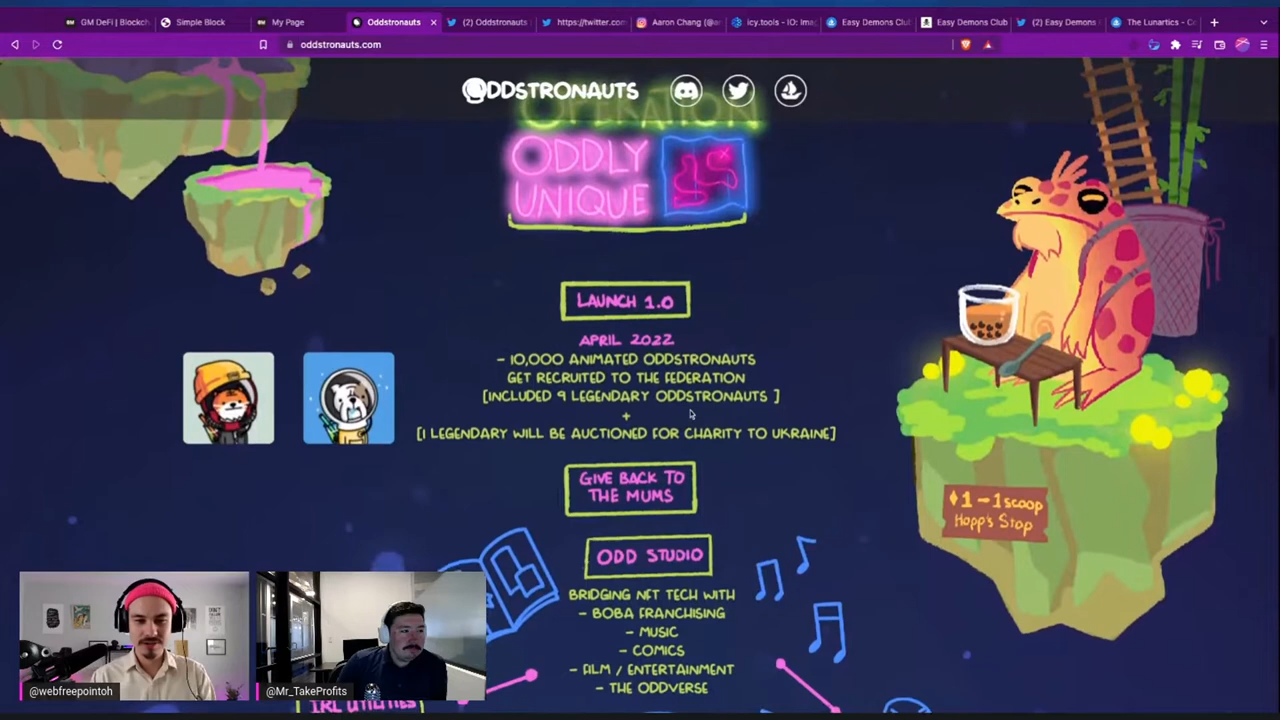 GM DeFi | Blockch
Simple Block
My Page
Oddstronauts
(2) Oddstronauts
https://twitter.com
Aaron Chang (@ar
icy.tools - IO: Imag
Easy Demons Club
Easy Demons Club
(2) Easy Demons
The Lunartics - Co
oddstronauts.com
ODDSTRONAUTS
OPERATION
ODDLY
UNIQUE
LAUNCH 1.0
APRIL 2022
- 10,000 ANIMATED ODDSTRONAUTS
GET RECRUITED TO THE FEDERATION
[INCLUDED 9 LEGENDARY ODDSTRONAUTS ]
+
[1 LEGENDARY WILL BE AUCTIONED FOR CHARITY TO UKRAINE]
GIVE BACK TO
THE MUMS
ODD STUDIO
BRIDGING NFT TECH WITH
- BOBA FRANCHISING
- MUSIC
- COMICS
- FILM / ENTERTAINMENT
- THE ODDVERSE
IRL UTILITIES
1 - 1 scoop
Hopp's Stop
@webfreepointoh
@Mr_TakeProfits